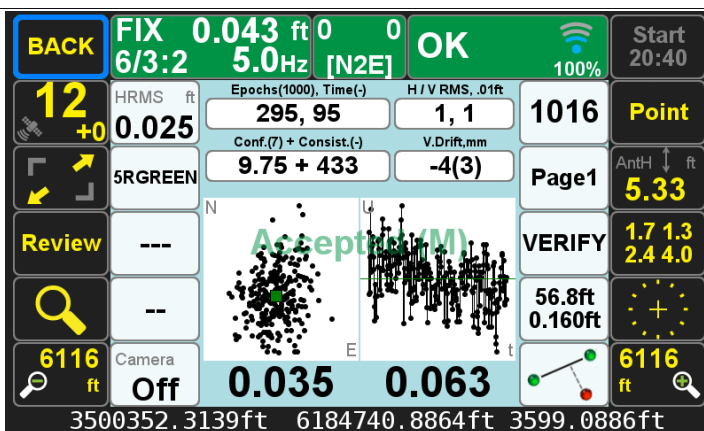 BACK
FIX 0.043 ft
6/3:2 5.0Hz
0 0
[N2E]
OK
100%
Start
20:40
12
+0
HRMS ft
0.025
Epochs(1000), Time(-)
295, 95
H / V RMS, .01ft
1, 1
1016
Point
5RGREEN
Conf.(7) + Consist.(-)
9.75 + 433
V.Drift,mm
-4(3)
Page1
AntH ft
5.33
Review
---
N
U
Accepted (M)
VERIFY
1.7 1.3
2.4 4.0
--
56.8ft
0.160ft
E
t
6116
ft
Camera
Off
0.035
0.063
6116
ft
3500352.3139ft 6184740.8864ft 3599.0886ft